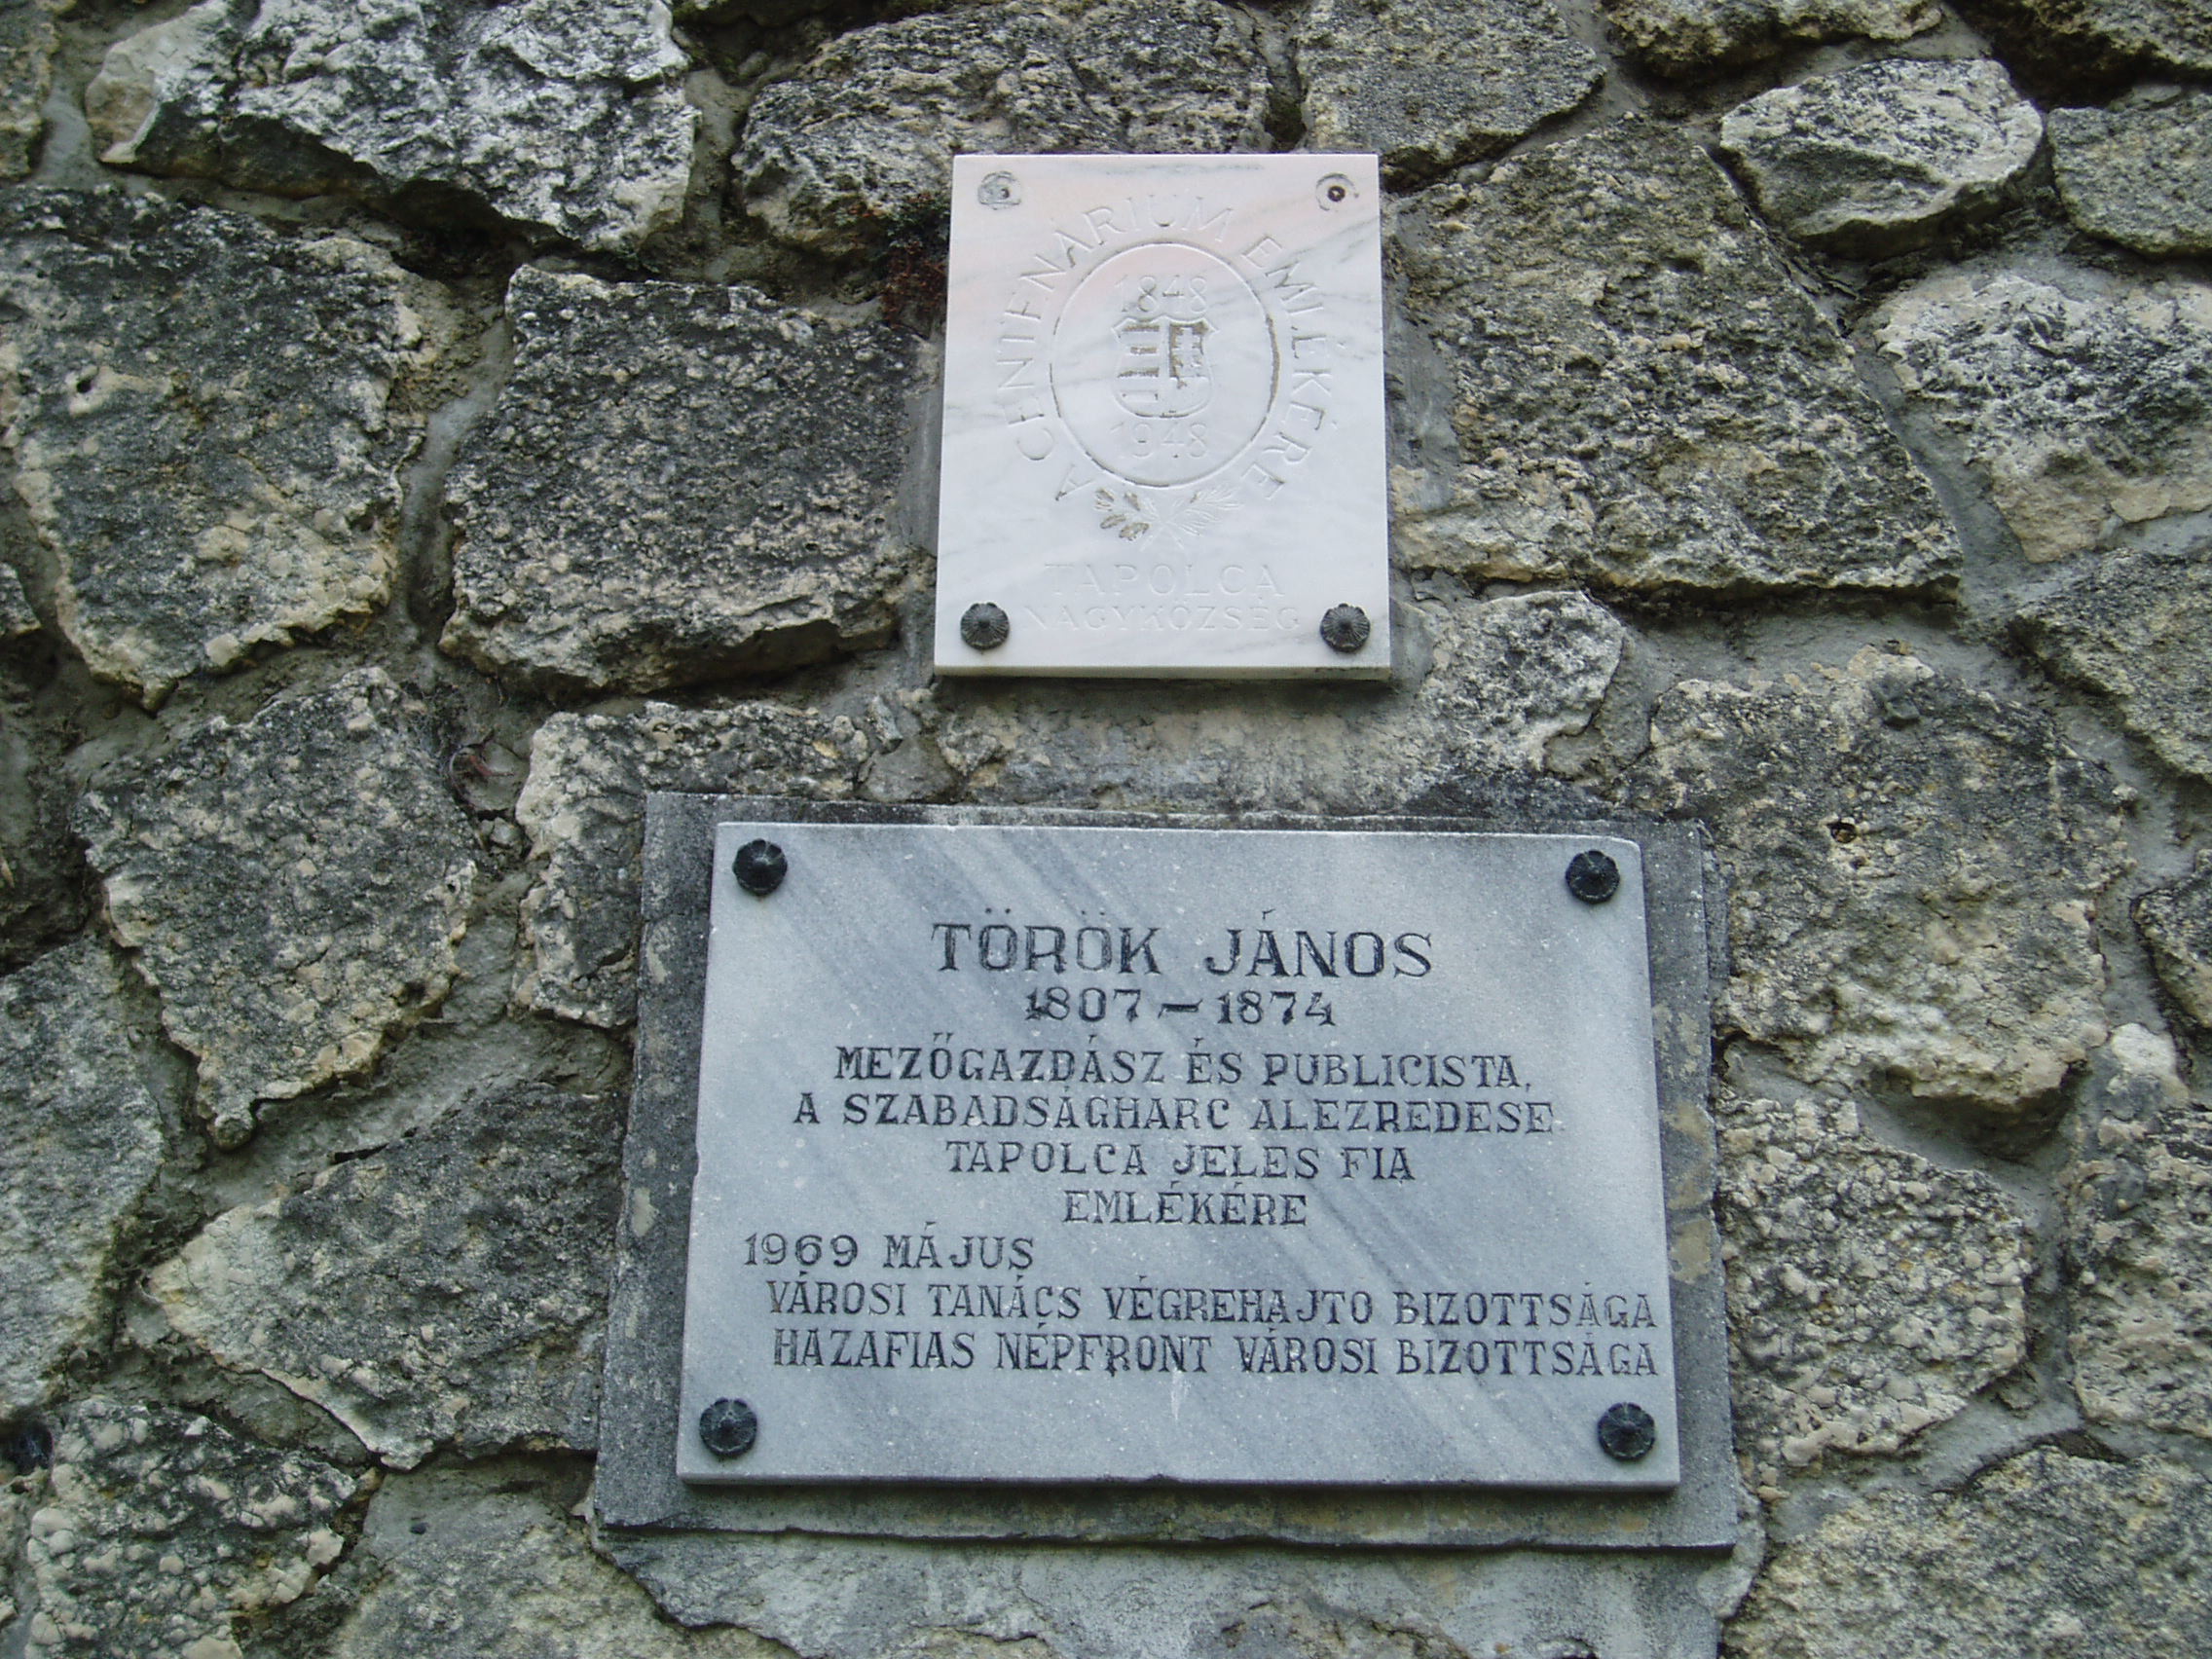 A CENTENÁRIUM EMLÉKÉRE
1848
1948
TAPOLCA
NAGYKÖZSÉG
TÖRÖK JÁNOS
1807-1874
MEZŐGAZDÁSZ ÉS PUBLICISTA,
A SZABADSÁGHARC ALEZREDESE
TAPOLCA JELES FIA
EMLÉKÉRE
1969 MÁJUS
VÁROSI TANÁCS VÉGREHAJTO BIZOTTSÁGA
HAZAFIAS NÉPFRONT VÁROSI BIZOTTSÁGA